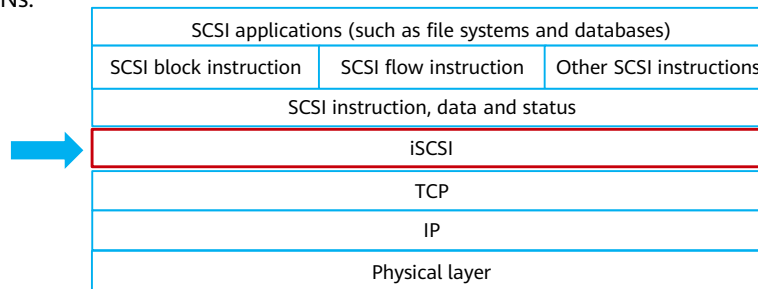 SCSI applications (such as file systems and databases)
SCSI block instruction SCSI flow instruction Other SCSI instructions
SCSI instruction, data and status
iSCSI
TCP
IP
Physical layer